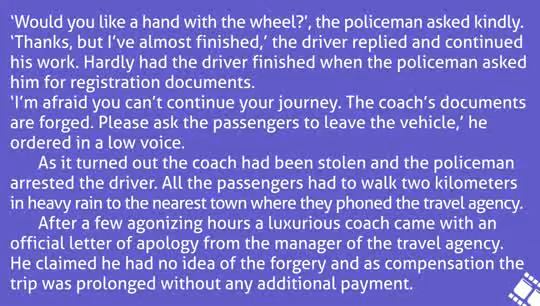 ‘Would you like a hand with the wheel?’, the policeman asked kindly.
‘Thanks, but I’ve almost finished,’ the driver replied and continued
his work. Hardly had the driver finished when the policeman asked
him for registration documents.
‘I’m afraid you can’t continue your journey. The coach’s documents
are forged. Please ask the passengers to leave the vehicle,’ he
ordered in a low voice.
As it turned out the coach had been stolen and the policeman
arrested the driver. All the passengers had to walk two kilometers
in heavy rain to the nearest town where they phoned the travel agency.
After a few agonizing hours a luxurious coach came with an
official letter of apology from the manager of the travel agency.
He claimed he had no idea of the forgery and as compensation the
trip was prolonged without any additional payment.